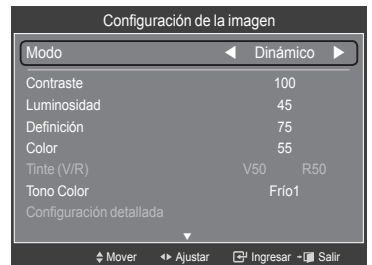 Configuración de la imagen
Modo ◀ Dinámico ▶
Contraste 100
Luminosidad 45
Definición 75
Color 55
Tinte (V/R) V50 R50
Tono Color Frío1
Configuración detallada
▼
Mover Ajustar Ingresar Salir